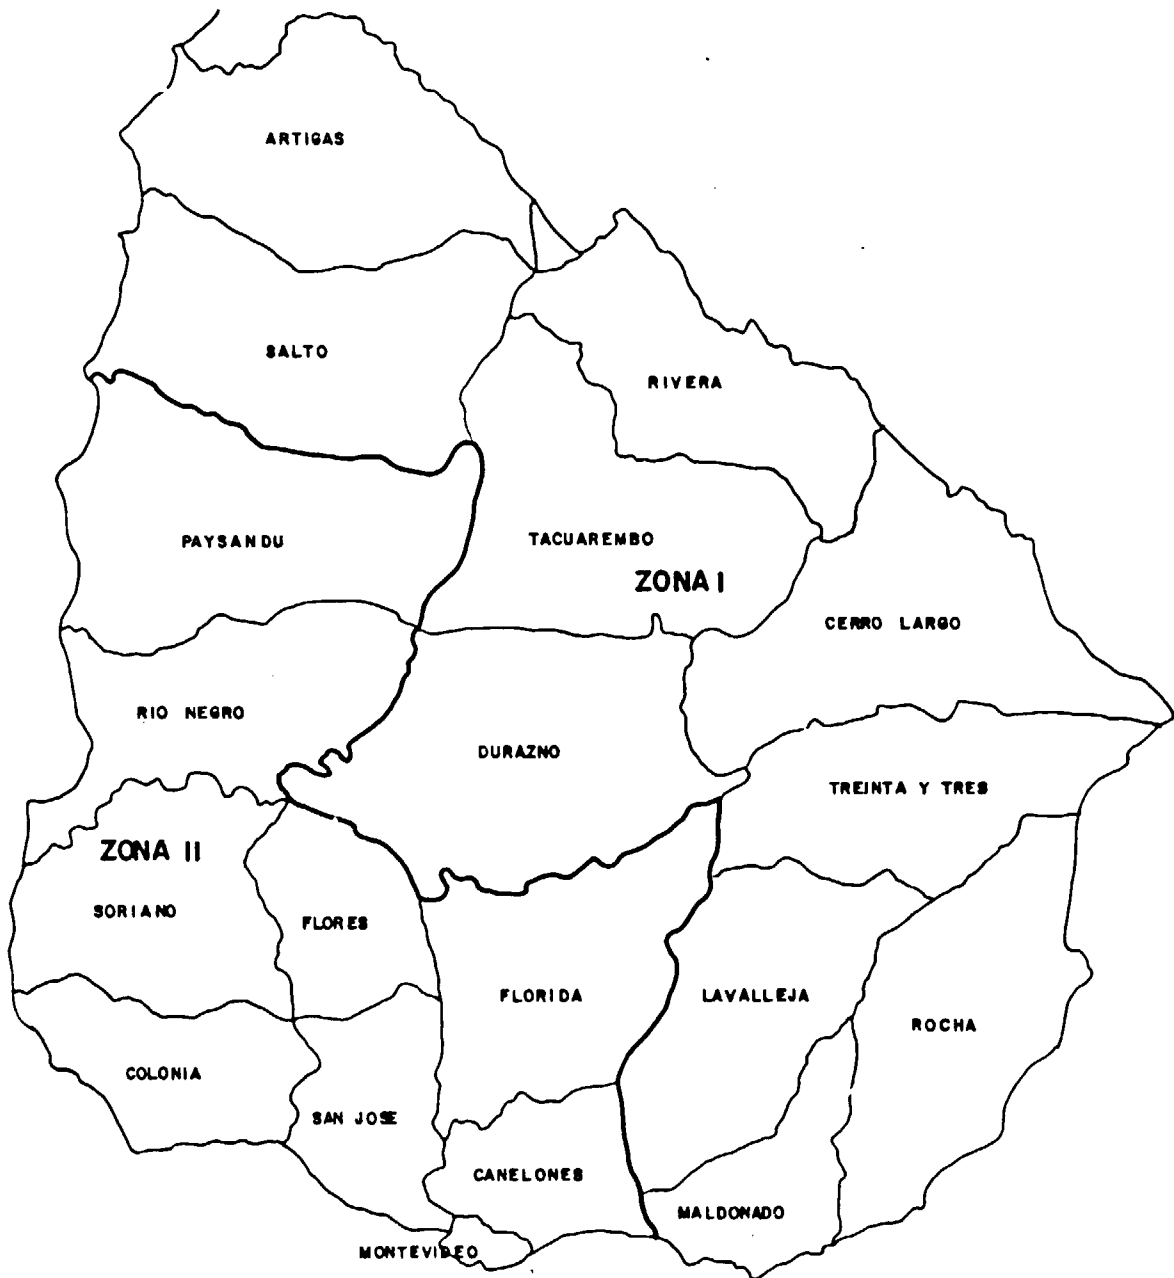 ARTIGAS
SALTO
RIVERA
PAYSANDU
TACUAREMBO
ZONA I
CERRO LARGO
RIO NEGRO
DURAZNO
TREINTA Y TRES
ZONA II
SORIANO
FLORES
FLORIDA
LAVALLEJA
ROCHA
COLONIA
SAN JOSE
CANELONES
MALDONADO
MONTEVIDEO